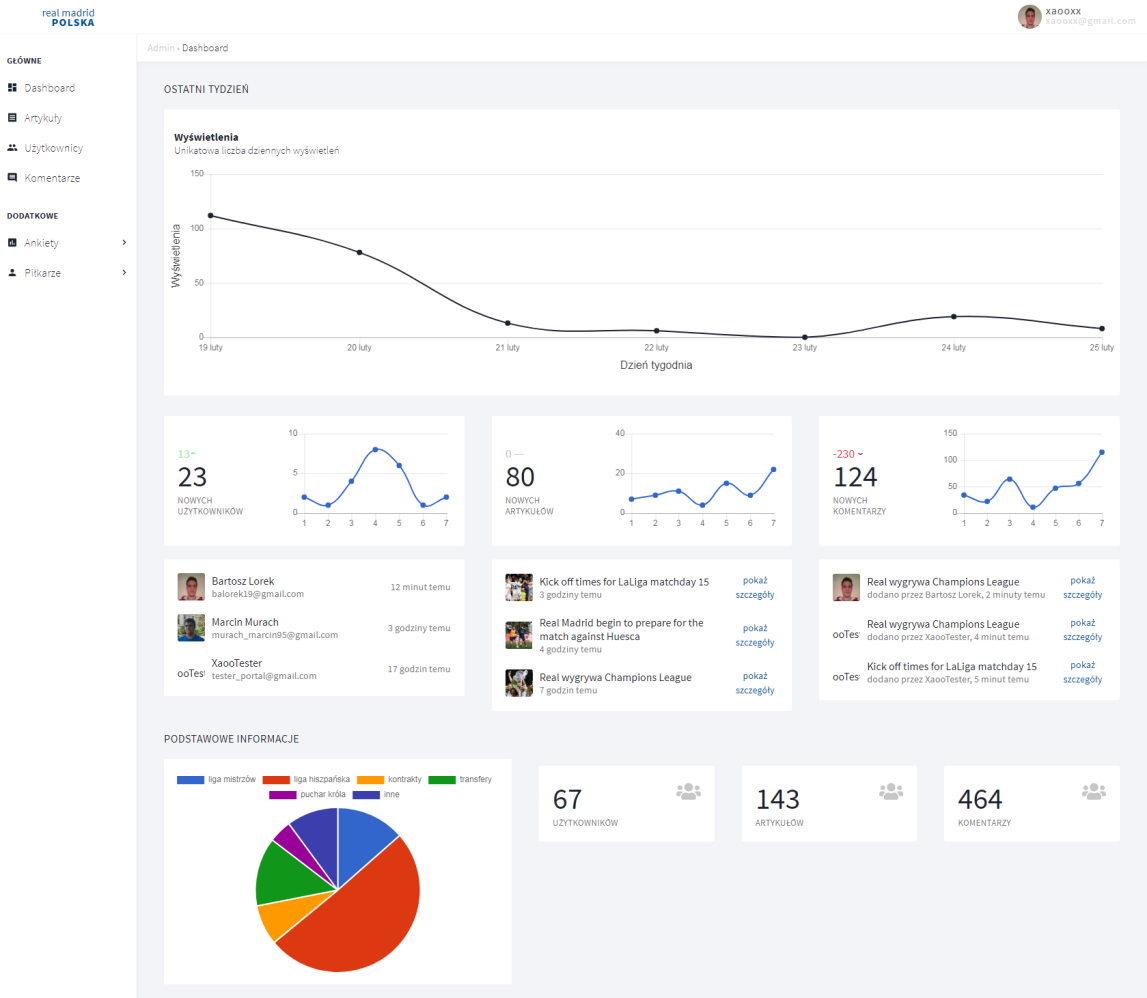 real madrid
POLSKA
xaooxx
xaooxx@gmail.com
GŁÓWNE
Dashboard
Artykuły
Użytkownicy
Komentarze
DODATKOWE
Ankiety
Piłkarze
Admin • Dashboard
OSTATNI TYDZIEŃ
Wyświetlenia
Unikatowa liczba dziennych wyświetleń
150
100
50
0
Wyświetlenia
19 luty 20 luty 21 luty 22 luty 23 luty 24 luty 25 luty
Dzień tygodnia
13
23
NOWYCH
UŻYTKOWNIKÓW
10
5
0
1 2 3 4 5 6 7
0 —
80
NOWYCH
ARTYKUŁÓW
40
20
0
1 2 3 4 5 6 7
-230
124
NOWYCH
KOMENTARZY
150
100
50
0
1 2 3 4 5 6 7
Bartosz Lorek
balorek19@gmail.com
12 minut temu
Marcin Murach
murach_marcin95@gmail.com
3 godziny temu
ooTest
XaooTester
tester_portal@gmail.com
17 godzin temu
Kick off times for LaLiga matchday 15
3 godziny temu
pokaż
szczegóły
Real Madrid begin to prepare for the
match against Huesca
4 godziny temu
pokaż
szczegóły
Real wygrywa Champions League
7 godzin temu
pokaż
szczegóły
Real wygrywa Champions League
dodano przez Bartosz Lorek, 2 minuty temu
pokaż
szczegóły
ooTes
Real wygrywa Champions League
dodano przez XaooTester, 4 minut temu
pokaż
szczegóły
ooTes
Kick off times for LaLiga matchday 15
dodano przez XaooTester, 5 minut temu
pokaż
szczegóły
PODSTAWOWE INFORMACJE
liga mistrzów liga hiszpańska kontrakty transfery
puchar króla inne
67
UŻYTKOWNIKÓW
143
ARTYKUŁÓW
464
KOMENTARZY